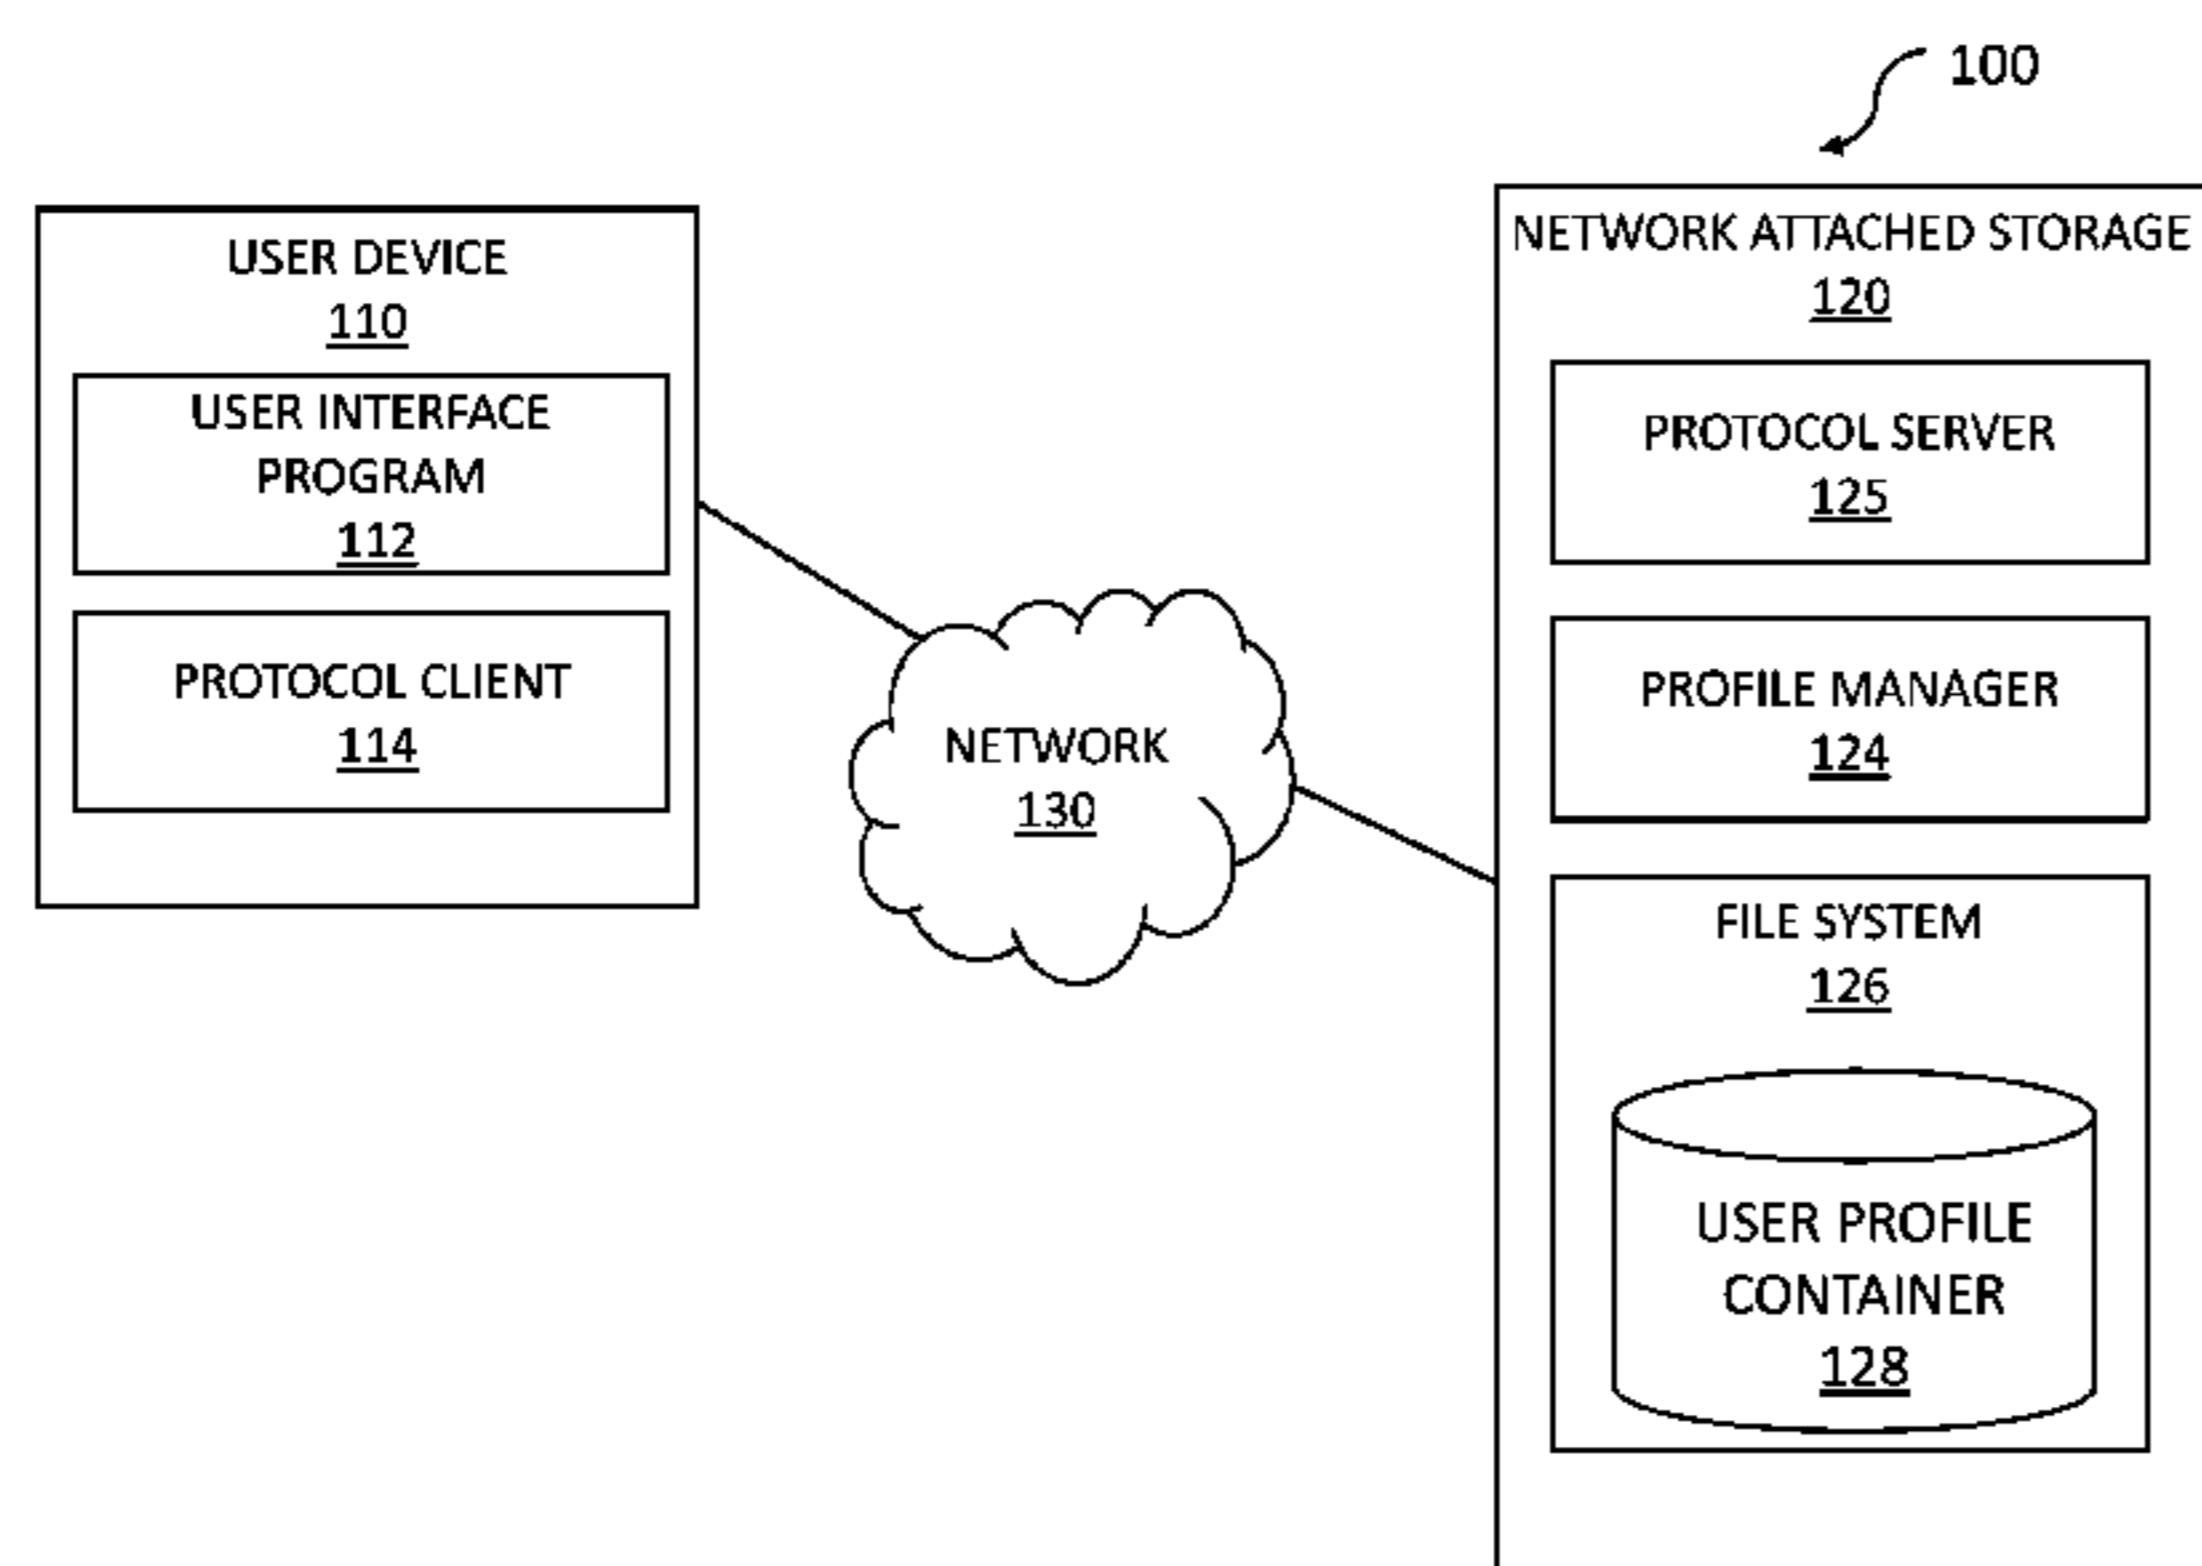 100
USER DEVICE
110
USER INTERFACE
PROGRAM
112
PROTOCOL CLIENT
114
NETWORK
130
NETWORK ATTACHED STORAGE
120
PROTOCOL SERVER
125
PROFILE MANAGER
124
FILE SYSTEM
126
USER PROFILE
CONTAINER
128